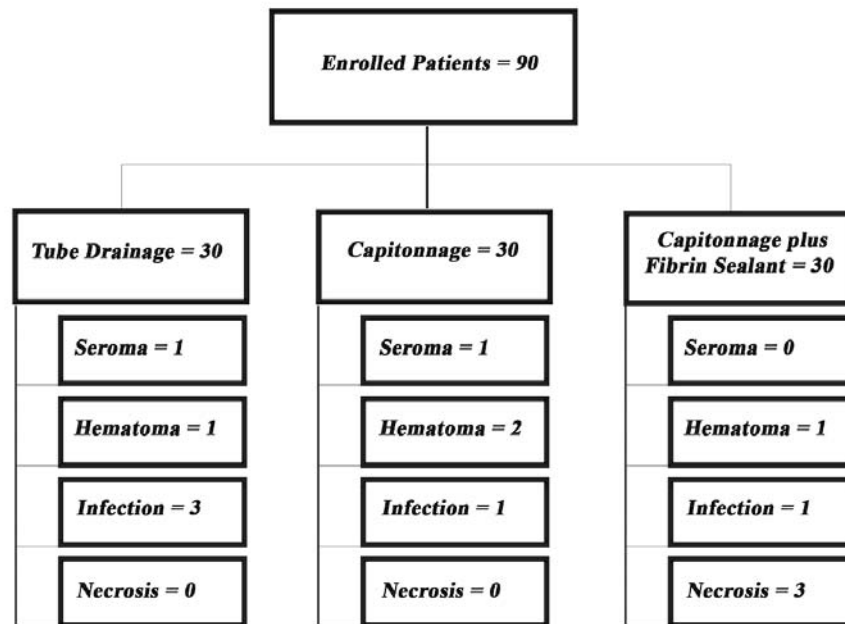 Enrolled Patients = 90
Tube Drainage = 30
Capitonnage = 30
Capitonnage plus
Fibrin Sealant = 30
Seroma = 1
Seroma = 1
Seroma = 0
Hematoma = 1
Hematoma = 2
Hematoma = 1
Infection = 3
Infection = 1
Infection = 1
Necrosis = 0
Necrosis = 0
Necrosis = 3